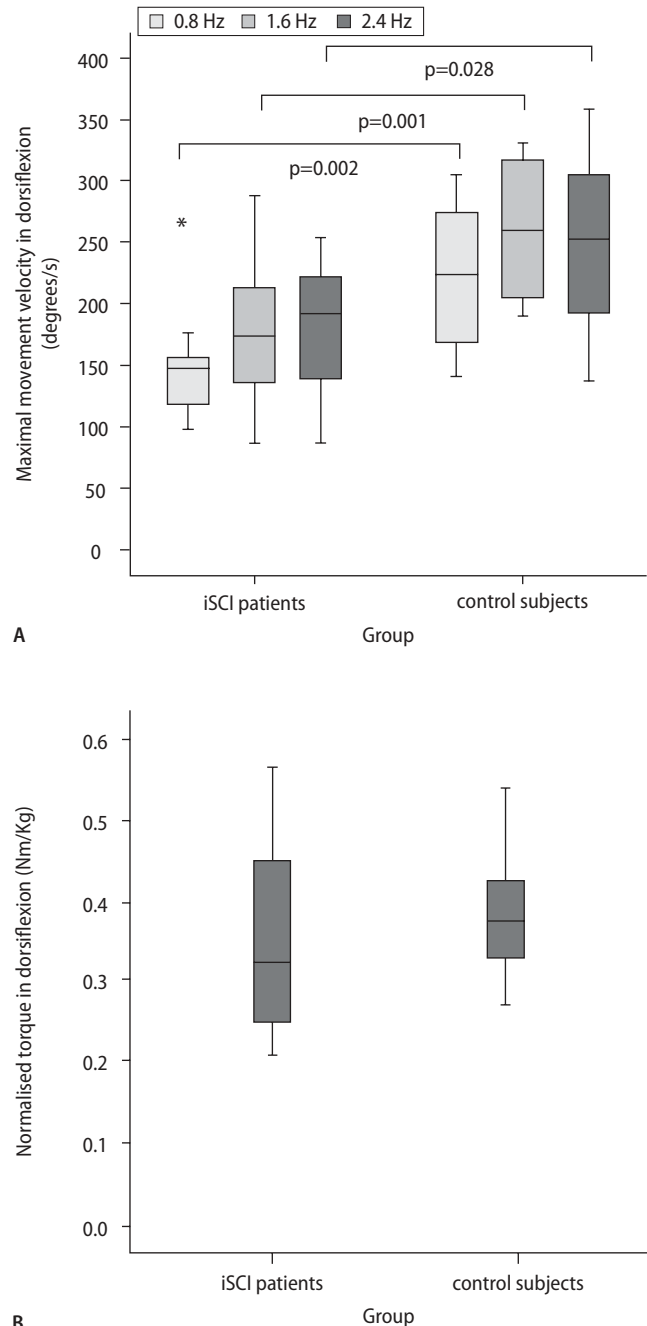 0.8 Hz 1.6 Hz 2.4 Hz
400
p=0.028
350
p=0.001
300
p=0.002
*
250
200
150
100
50
0
Maximal movement velocity in dorsiflexion
(degrees/s)
iSCI patients control subjects
A
Group
0.6
0.5
0.4
0.3
0.2
0.1
0.0
Normalised torque in dorsiflexion (Nm/Kg)
iSCI patients control subjects
Group
B